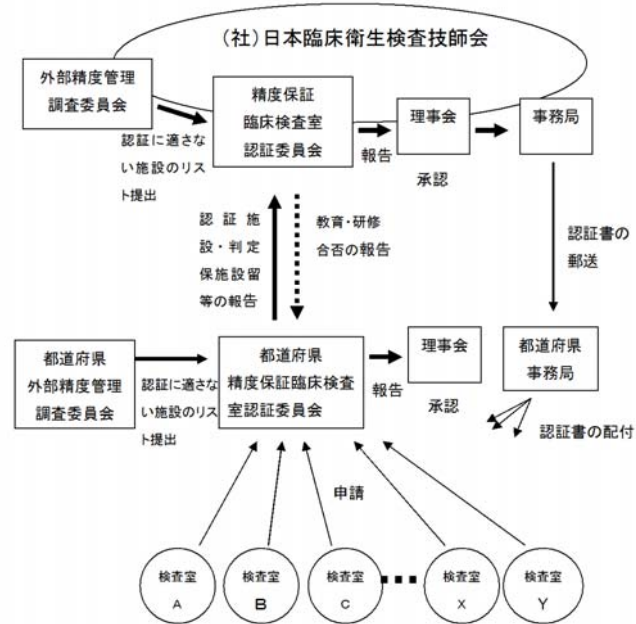 （社）日本臨床衛生検査技師会
外部精度管理
調査委員会
精度保証
臨床検査室
認証委員会
理事会
事務局
認証に適さな
い施設のリス
ト提出
報告
承認
認証施
設・判定
保施設留
等の報告
教育・研修
合否の報告
認証書の
郵送
都道府県
外部精度管理
調査委員会
認証に適さな
い施設のリス
ト提出
都道府県
精度保証臨床検査
室認証委員会
報告
理事会
承認
都道府県
事務局
認証書の配付
申請
検査室
A
検査室
B
検査室
C
検査室
X
検査室
Y